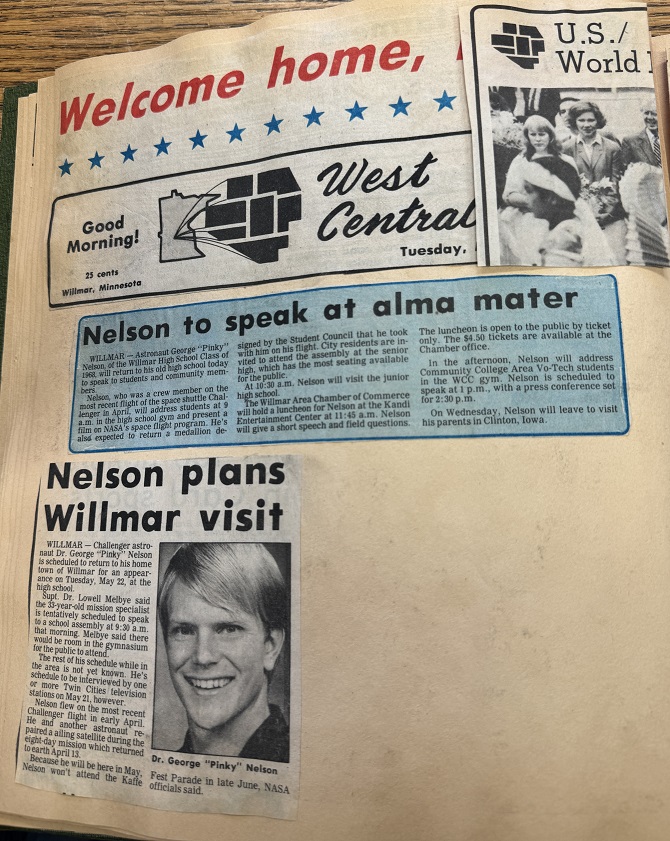 Welcome home,
U.S./
World
Good
Morning!
25 cents
Willmar, Minnesota
West
Central
Tuesday,
Nelson to speak at alma mater
WILLMAR — Astronaut George "Pinky"
Nelson, of the Willmar High School Class of
1968, will return to his old high school today
to speak to students and community mem-
bers.
Nelson, who was a crew member on the
most recent flight of the space shuttle Chal-
lenger in April, will address students at 9
a.m. in the high school gym and present a
film on NASA's space flight program. He's
also expected to return a medallion de-
signed by the Student Council that he took
with him on his flight. City residents are in-
vited to attend the assembly at the senior
high, which has the most seating available
for the public.
At 10:30 a.m. Nelson will visit the junior
high school.
The Willmar Area Chamber of Commerce
will hold a luncheon for Nelson at the Kandi
Entertainment Center at 11:45 a.m. Nelson
will give a short speech and field questions.
The luncheon is open to the public by ticket
only. The $4.50 tickets are available at the
Chamber office.
In the afternoon, Nelson will address
Community College Area Vo-Tech students
in the WCC gym. Nelson is scheduled to
speak at 1 p.m., with a press conference set
for 2:30 p.m.
On Wednesday, Nelson will leave to visit
his parents in Clinton, Iowa.
Nelson plans
Willmar visit
WILLMAR — Challenger astro-
naut Dr. George "Pinky" Nelson
is scheduled to return to his home
town of Willmar for an appear-
ance on Tuesday, May 22, at the
high school.
Supt. Dr. Lowell Melbye said
the 33-year-old mission specialist
is tentatively scheduled to speak
to a school assembly at 9:30 a.m.
that morning. Melbye said there
would be room in the gymnasium
for the public to attend.
The rest of his schedule while in
the area is not yet known. He's
schedule to be interviewed by one
or more Twin Cities television
stations on May 21, however.
Nelson flew on the most recent
Challenger flight in early April.
He and another astronaut re-
paired a ailing satellite during the
eight-day mission which returned
to earth April 13.
Because he will be here in May,
Nelson won't attend the Kaffe
Dr. George "Pinky" Nelson
Fest Parade in late June, NASA
officials said.